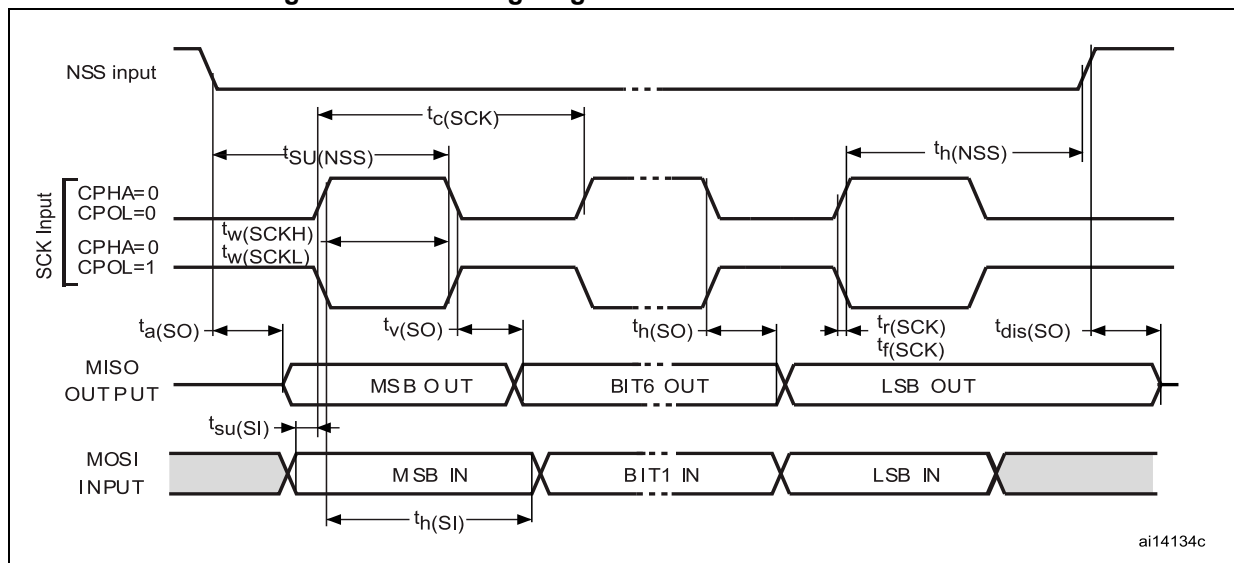 NSS input
tc(SCK)
tSU(NSS)
th(NSS)
SCK Input
CPHA=0
CPOL=0
tw(SCKH)
CPHA=0
tw(SCKL)
CPOL=1
ta(SO)
tv(SO)
th(SO)
tr(SCK)
tf(SCK)
tdis(SO)
MISO
OUTPUT
MSB OUT
BIT6 OUT
LSB OUT
tsu(SI)
MOSI
INPUT
MSB IN
BIT1 IN
LSB IN
th(SI)
ai14134c